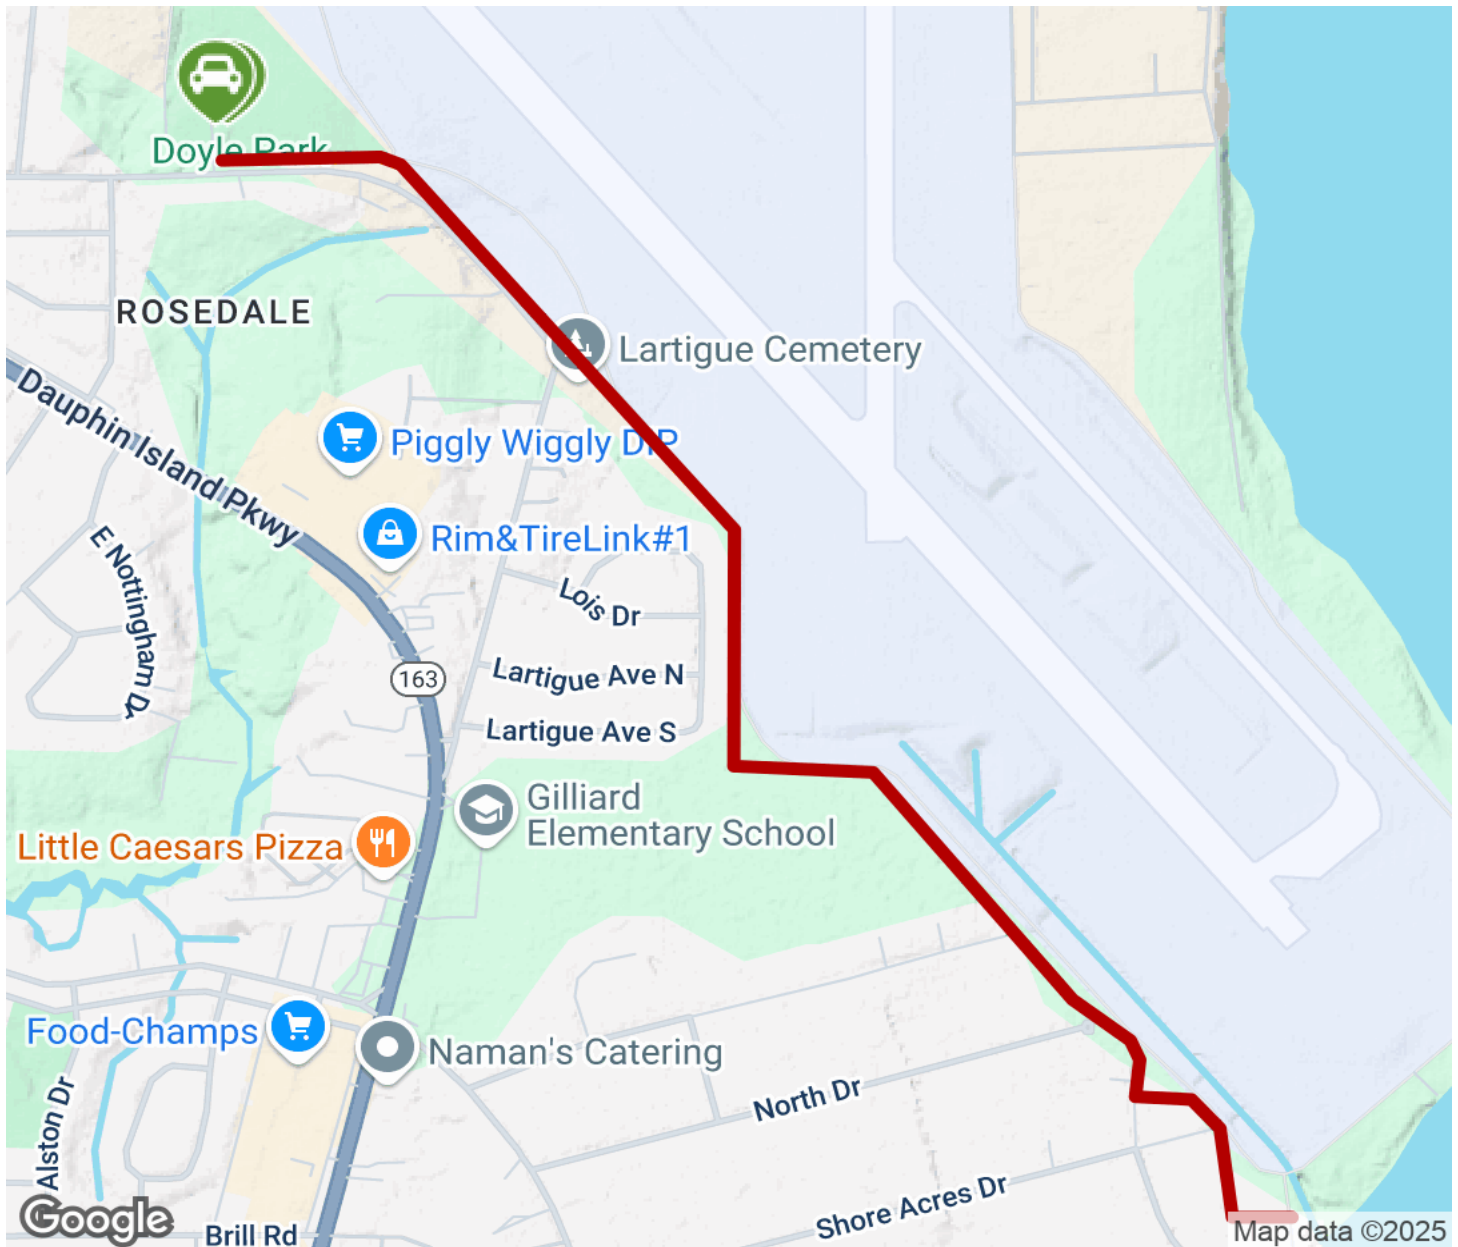 Doyle Park
ROSEDALE
Lartigue Cemetery
Dauphin Island Pkwy
Piggly Wiggly DIP
Rim&TireLink#1
E Nottingham Dr
Lois Dr
163
Lartigue Ave N
Lartigue Ave S
Gilliard
Elementary School
Little Caesars Pizza
Food-Champs
Naman's Catering
North Dr
Alston Dr
Shore Acres Dr
Google
Brill Rd
Map data ©2025